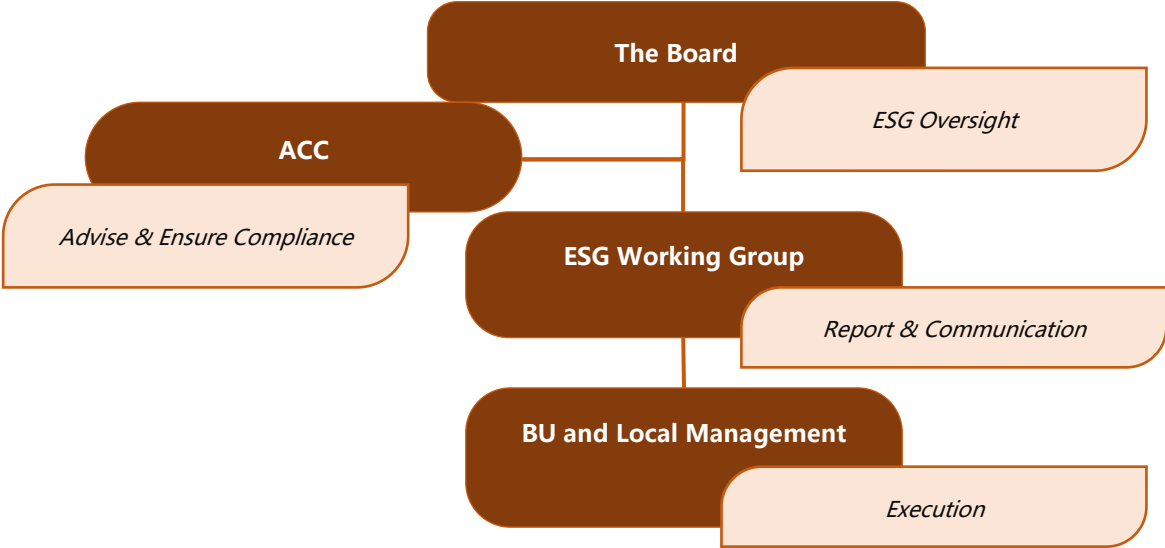 The Board
ESG Oversight
ACC
Advise & Ensure Compliance
ESG Working Group
Report & Communication
BU and Local Management
Execution